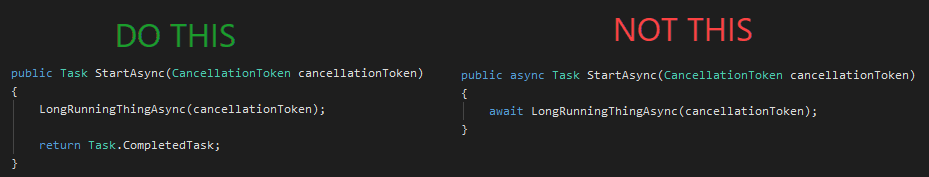 DO THIS
public Task StartAsync(CancellationToken cancellationToken)
{
LongRunningThingAsync(cancellationToken);
return Task.CompletedTask;
}
NOT THIS
public async Task StartAsync(CancellationToken cancellationToken)
{
await LongRunningThingAsync(cancellationToken);
}